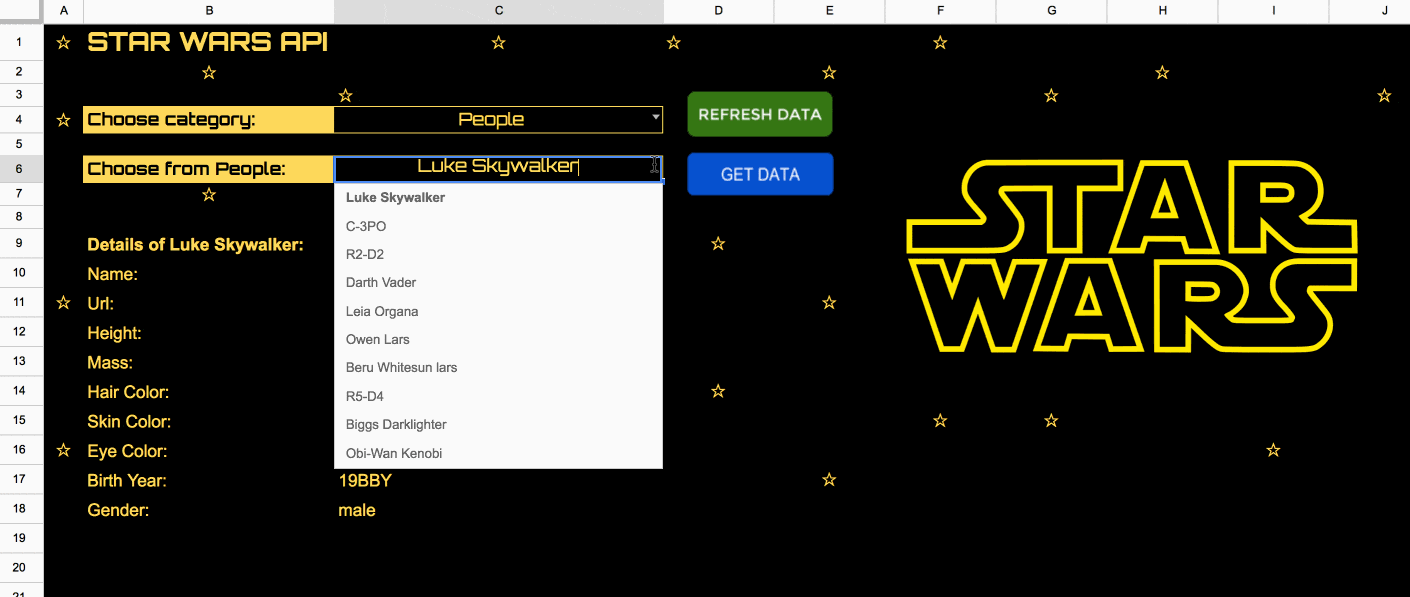 A B C D E F G H I J
1 STAR WARS API
2
3
4 Choose category: People REFRESH DATA
5
6 Choose from People: Luke Skywalker GET DATA
7 Luke Skywalker
8 C-3PO
R2-D2
9 Details of Luke Skywalker:
10 Name: Darth Vader
11 Url: Leia Organa
12 Height: Owen Lars
13 Mass: Beru Whitesun lars
14 Hair Color: R5-D4
15 Skin Color: Biggs Darklighter
16 Eye Color: Obi-Wan Kenobi
17 Birth Year: 19BBY
18 Gender: male
19
20
21
STAR
WARS